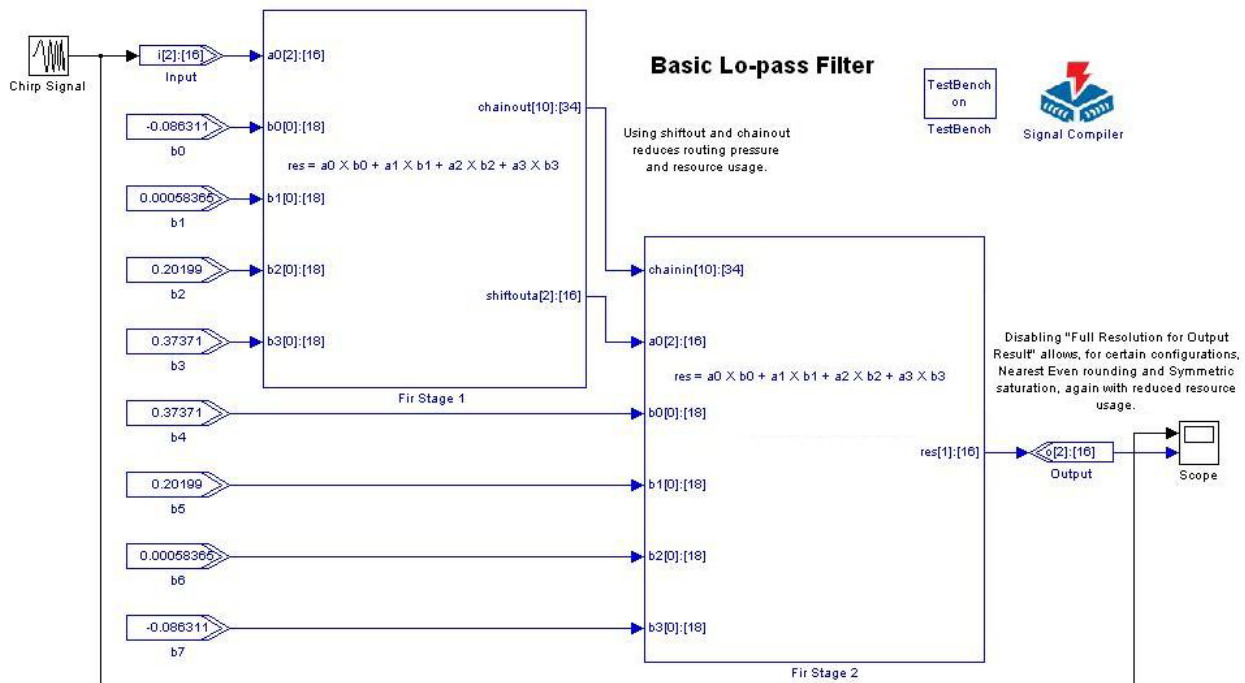 Chirp Signal
i[2]:[16]
Input
-0.086311
b0
0.00058365
b1
0.20199
b2
0.37371
b3
0.37371
b4
0.20199
b5
0.00058365
b6
-0.086311
b7
a0[2]:[16]
b0[0]:[18]
b1[0]:[18]
b2[0]:[18]
b3[0]:[18]
chainout[10]:[34]
res = a0 X b0 + a1 X b1 + a2 X b2 + a3 X b3
shiftouta[2]:[16]
Fir Stage 1
Basic Lo-pass Filter
Using shiftout and chainout
reduces routing pressure
and resource usage.
TestBench
on
TestBench
Signal Compiler
chainin[10]:[34]
a0[2]:[16]
res = a0 X b0 + a1 X b1 + a2 X b2 + a3 X b3
b0[0]:[18]
b1[0]:[18]
b2[0]:[18]
b3[0]:[18]
res[1]:[16]
Fir Stage 2
Disabling "Full Resolution for Output
Result" allows, for certain configurations,
Nearest Even rounding and Symmetric
saturation, again with reduced resource
usage.
o[2]:[16]
Output
Scope